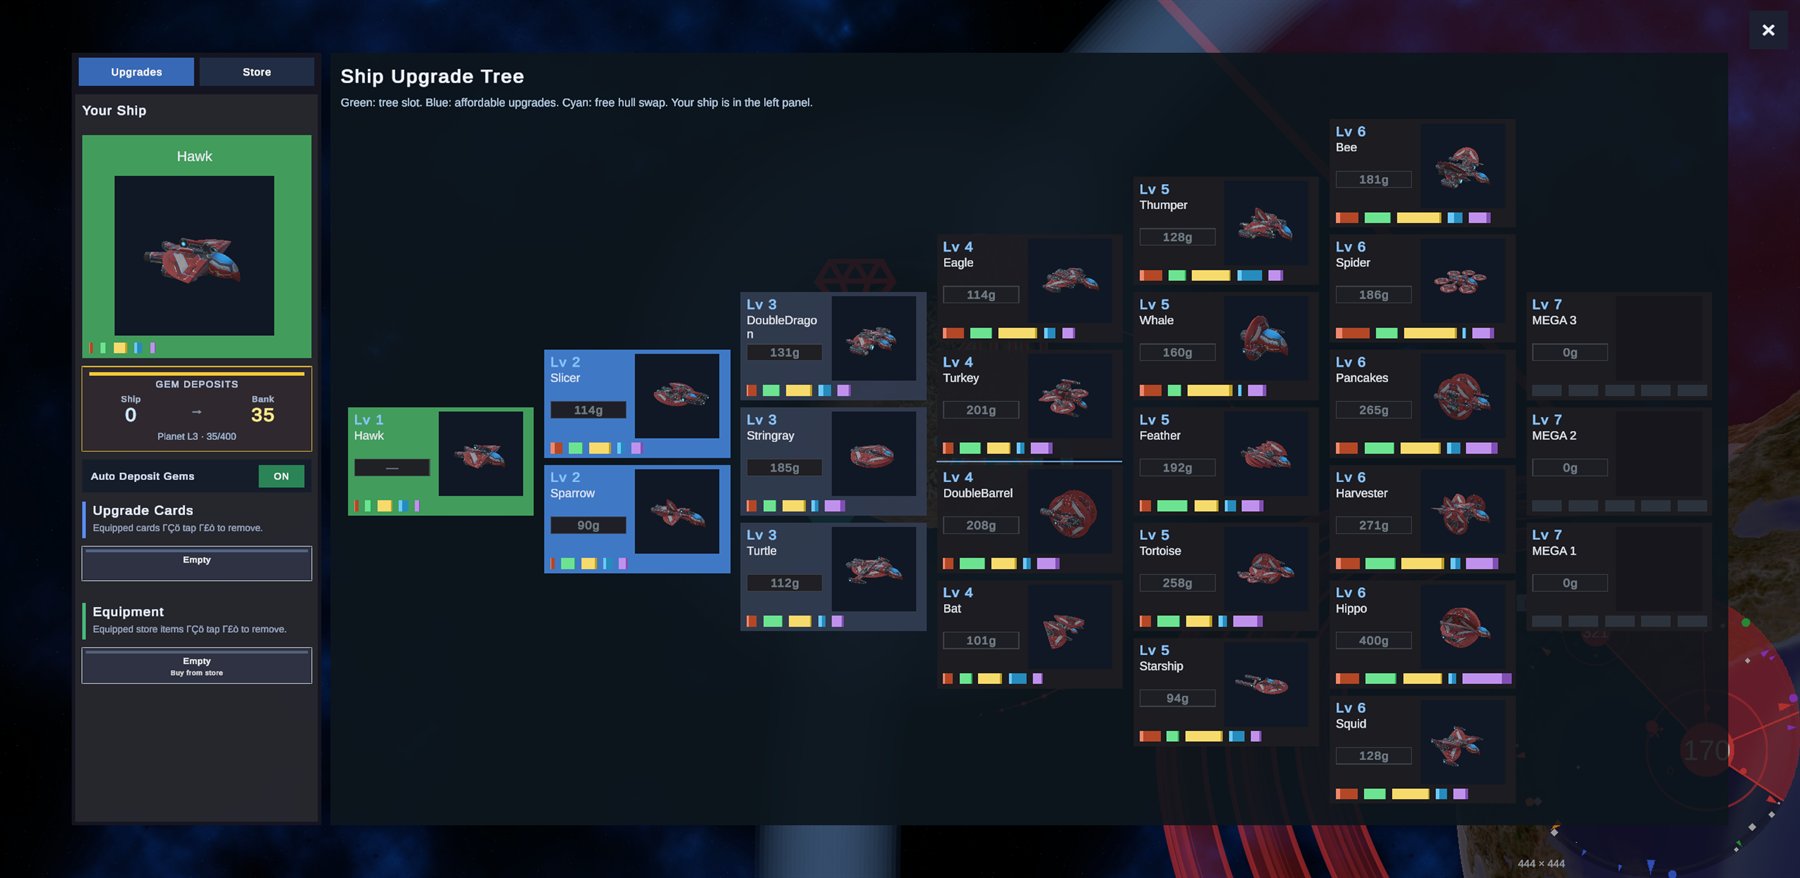 Upgrades
Store
Your Ship
Hawk
GEM DEPOSITS
Ship
→
Bank
0
35
Planet L3 · 35/400
Auto Deposit Gems
ON
Upgrade Cards
Equipped cards ΓÇö tap Γ£ò to remove.
Empty
Equipment
Equipped store items ΓÇö tap Γ£ò to remove.
Empty
Buy from store
Ship Upgrade Tree
Green: tree slot. Blue: affordable upgrades. Cyan: free hull swap. Your ship is in the left panel.
Lv 1
Hawk
—
Lv 2
Slicer
114g
Lv 2
Sparrow
90g
Lv 3
DoubleDrago
n
131g
Lv 3
Stringray
185g
Lv 3
Turtle
112g
Lv 4
Eagle
114g
Lv 4
Turkey
201g
Lv 4
DoubleBarrel
208g
Lv 4
Bat
101g
Lv 5
Thumper
128g
Lv 5
Whale
160g
Lv 5
Feather
192g
Lv 5
Tortoise
258g
Lv 5
Starship
94g
Lv 6
Bee
181g
Lv 6
Spider
186g
Lv 6
Pancakes
265g
Lv 6
Harvester
271g
Lv 6
Hippo
400g
Lv 6
Squid
128g
Lv 7
MEGA 3
0g
Lv 7
MEGA 2
0g
Lv 7
MEGA 1
0g
321
170
444 × 444